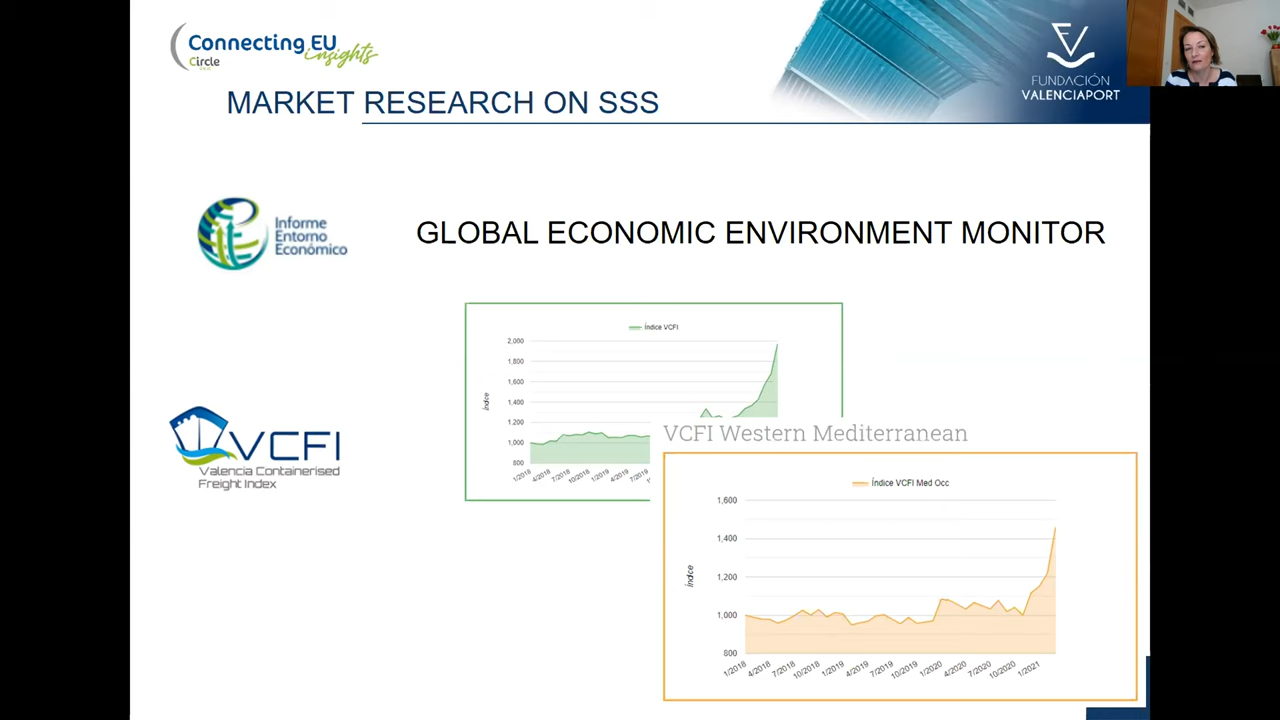 Connecting EU
insights
Circle
FUNDACIÓN
VALENCIAPORT
MARKET RESEARCH ON SSS
Informe
Entorno
Económico
GLOBAL ECONOMIC ENVIRONMENT MONITOR
Índice VCFI
2,000
1,800
1,600
1,400
1,200
1,000
800
Índice
1/2018
4/2018
7/2018
10/2018
1/2019
4/2019
7/2019
VCFI
Valencia Containerised
Freight Index
VCFI Western Mediterranean
Índice VCFI Med Occ
1,600
1,400
1,200
1,000
800
Índice
1/2018
4/2018
7/2018
10/2018
1/2019
4/2019
7/2019
10/2019
1/2020
4/2020
7/2020
10/2020
1/2021